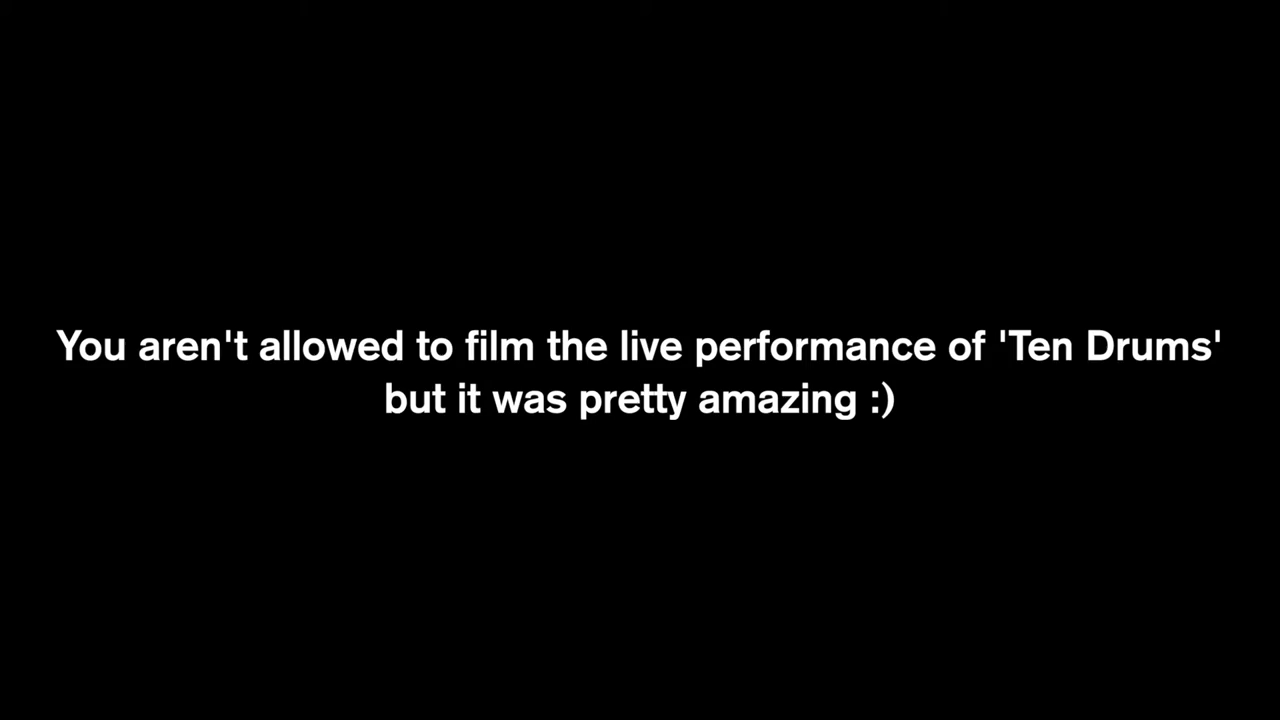 You aren't allowed to film the live performance of 'Ten Drums'
but it was pretty amazing :)